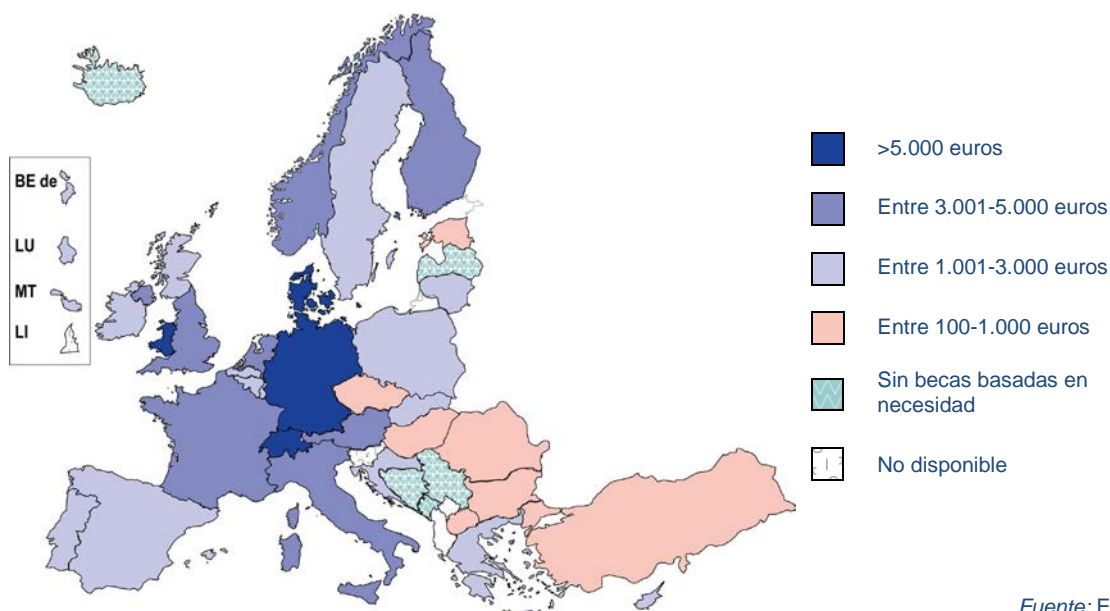 BE de
LU
MT
LI
>5.000 euros
Entre 3.001-5.000 euros
Entre 1.001-3.000 euros
Entre 100-1.000 euros
Sin becas basadas en
necesidad
No disponible
Fuente: E